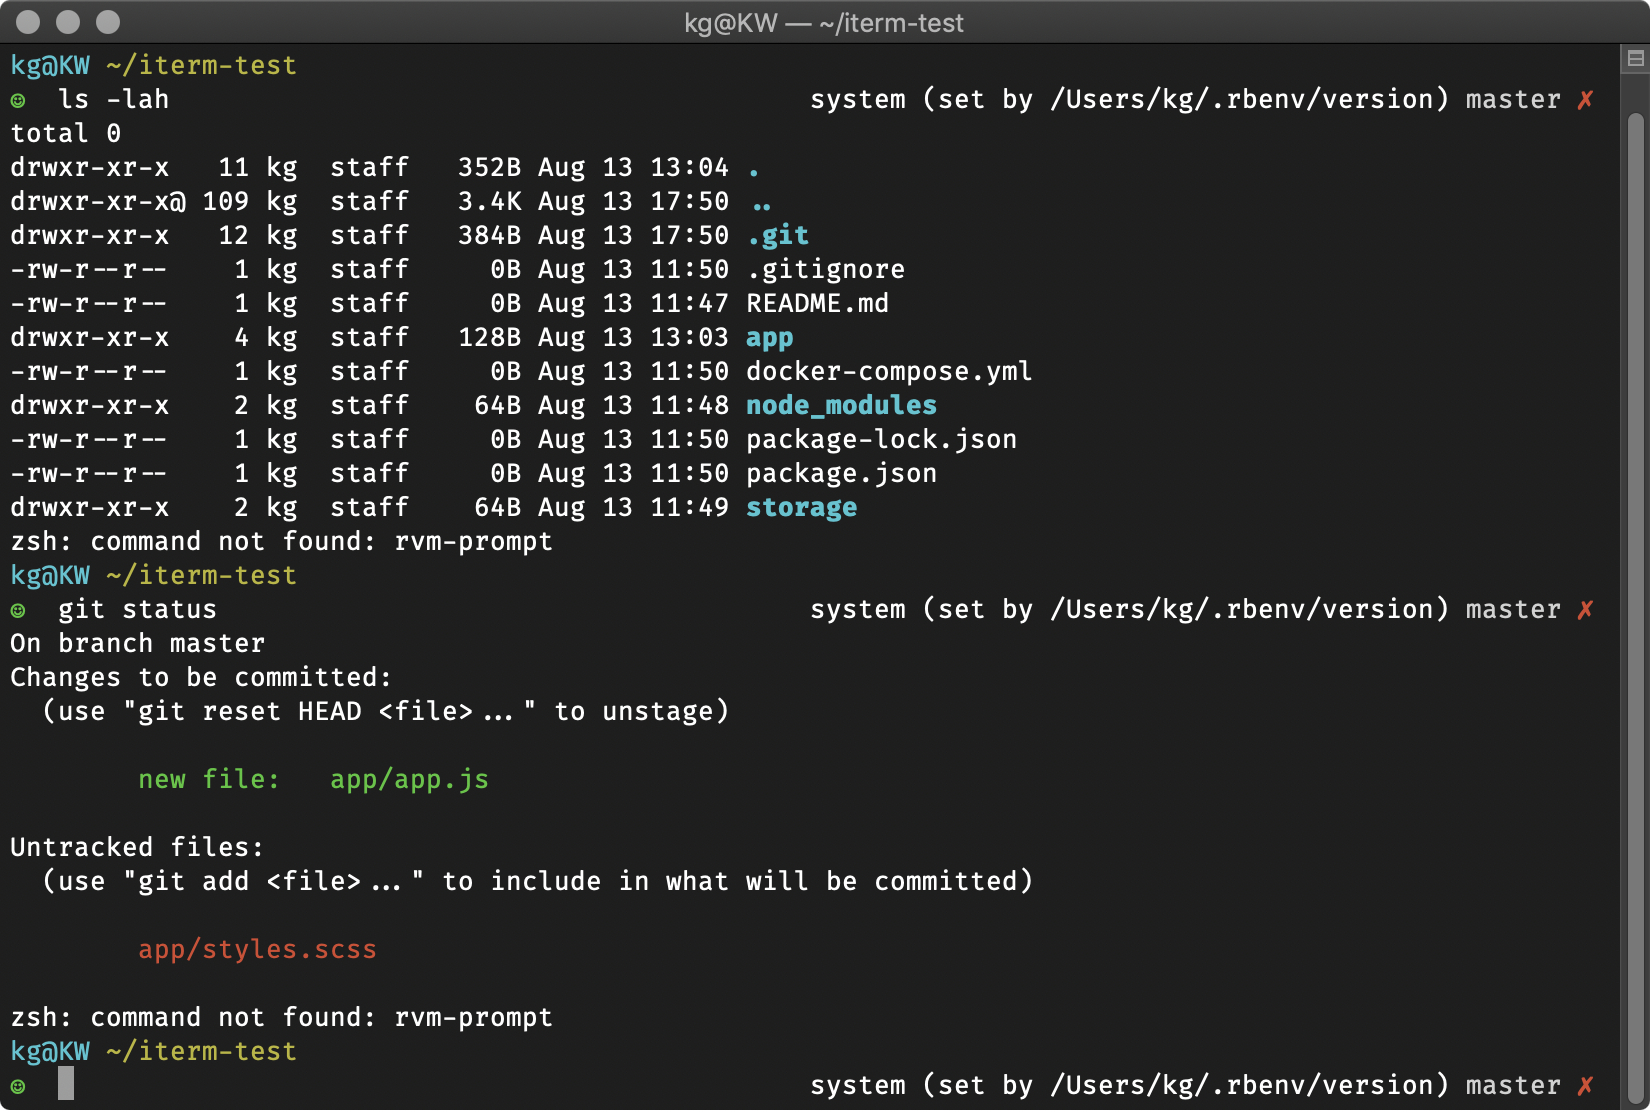 kg@KW — ~/iterm-test
kg@KW ~/iterm-test
☺  ls -lah                                        system (set by /Users/kg/.rbenv/version) master ✗
total 0
drwxr-xr-x   11 kg  staff   352B Aug 13 13:04 .
drwxr-xr-x@ 109 kg  staff   3.4K Aug 13 17:50 ..
drwxr-xr-x   12 kg  staff   384B Aug 13 17:50 .git
-rw-r--r--    1 kg  staff     0B Aug 13 11:50 .gitignore
-rw-r--r--    1 kg  staff     0B Aug 13 11:47 README.md
drwxr-xr-x    4 kg  staff   128B Aug 13 13:03 app
-rw-r--r--    1 kg  staff     0B Aug 13 11:50 docker-compose.yml
drwxr-xr-x    2 kg  staff    64B Aug 13 11:48 node_modules
-rw-r--r--    1 kg  staff     0B Aug 13 11:50 package-lock.json
-rw-r--r--    1 kg  staff     0B Aug 13 11:50 package.json
drwxr-xr-x    2 kg  staff    64B Aug 13 11:49 storage
zsh: command not found: rvm-prompt
kg@KW ~/iterm-test
☺  git status                                     system (set by /Users/kg/.rbenv/version) master ✗
On branch master
Changes to be committed:
  (use "git reset HEAD <file>..." to unstage)
        new file:   app/app.js
Untracked files:
  (use "git add <file>..." to include in what will be committed)
        app/styles.scss
zsh: command not found: rvm-prompt
kg@KW ~/iterm-test
☺                                                 system (set by /Users/kg/.rbenv/version) master ✗